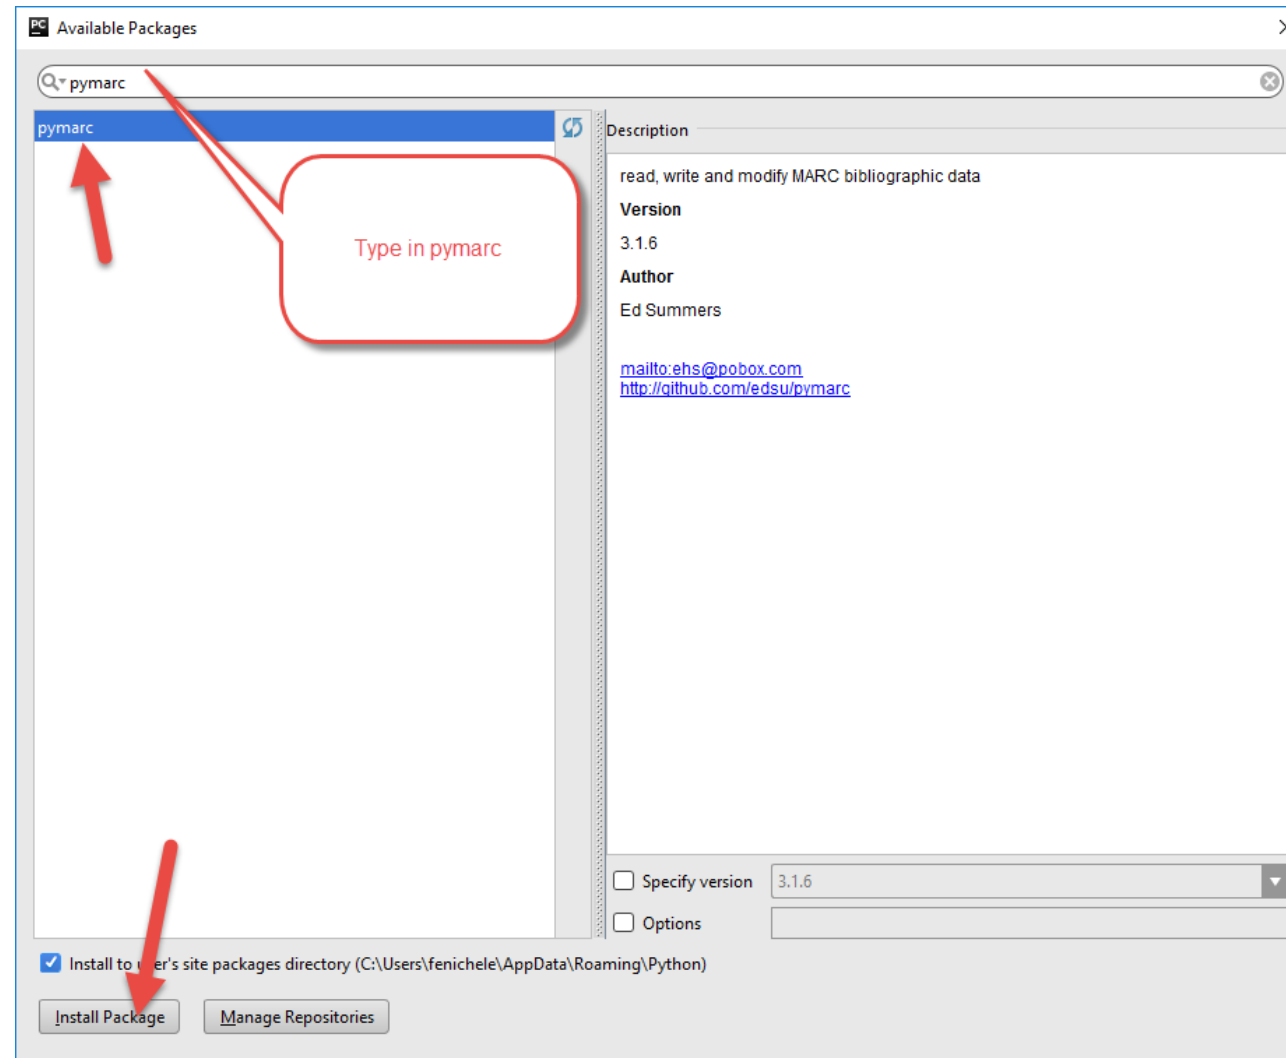 PC Available Packages
pymarc
pymarc
Type in pymarc
Description
read, write and modify MARC bibliographic data
Version
3.1.6
Author
Ed Summers
mailto:ehs@pobox.com
http://github.com/edsu/pymarc
Specify version 3.1.6
Options
Install to user's site packages directory (C:\Users\fenichele\AppData\Roaming\Python)
Install Package Manage Repositories